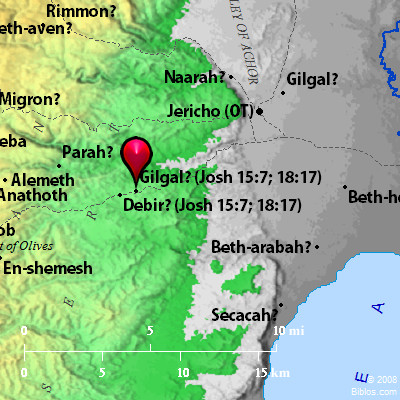 Rimmon?
eth-aven?
LEY OF ACHOR
Naarah?
Gilgal?
Migron?
Jericho (OT)
eba
Parah?
Alemeth
Gilgal? (Josh 15:7; 18:17)
Anathoth
Debir? (Josh 15:7; 18:17)
Beth-h
ob
t of Olives
Beth-arabah?
En-shemesh
Secacah?
0 5 10 mi
0 10 15 km
E A
© 2008
Biblos.com